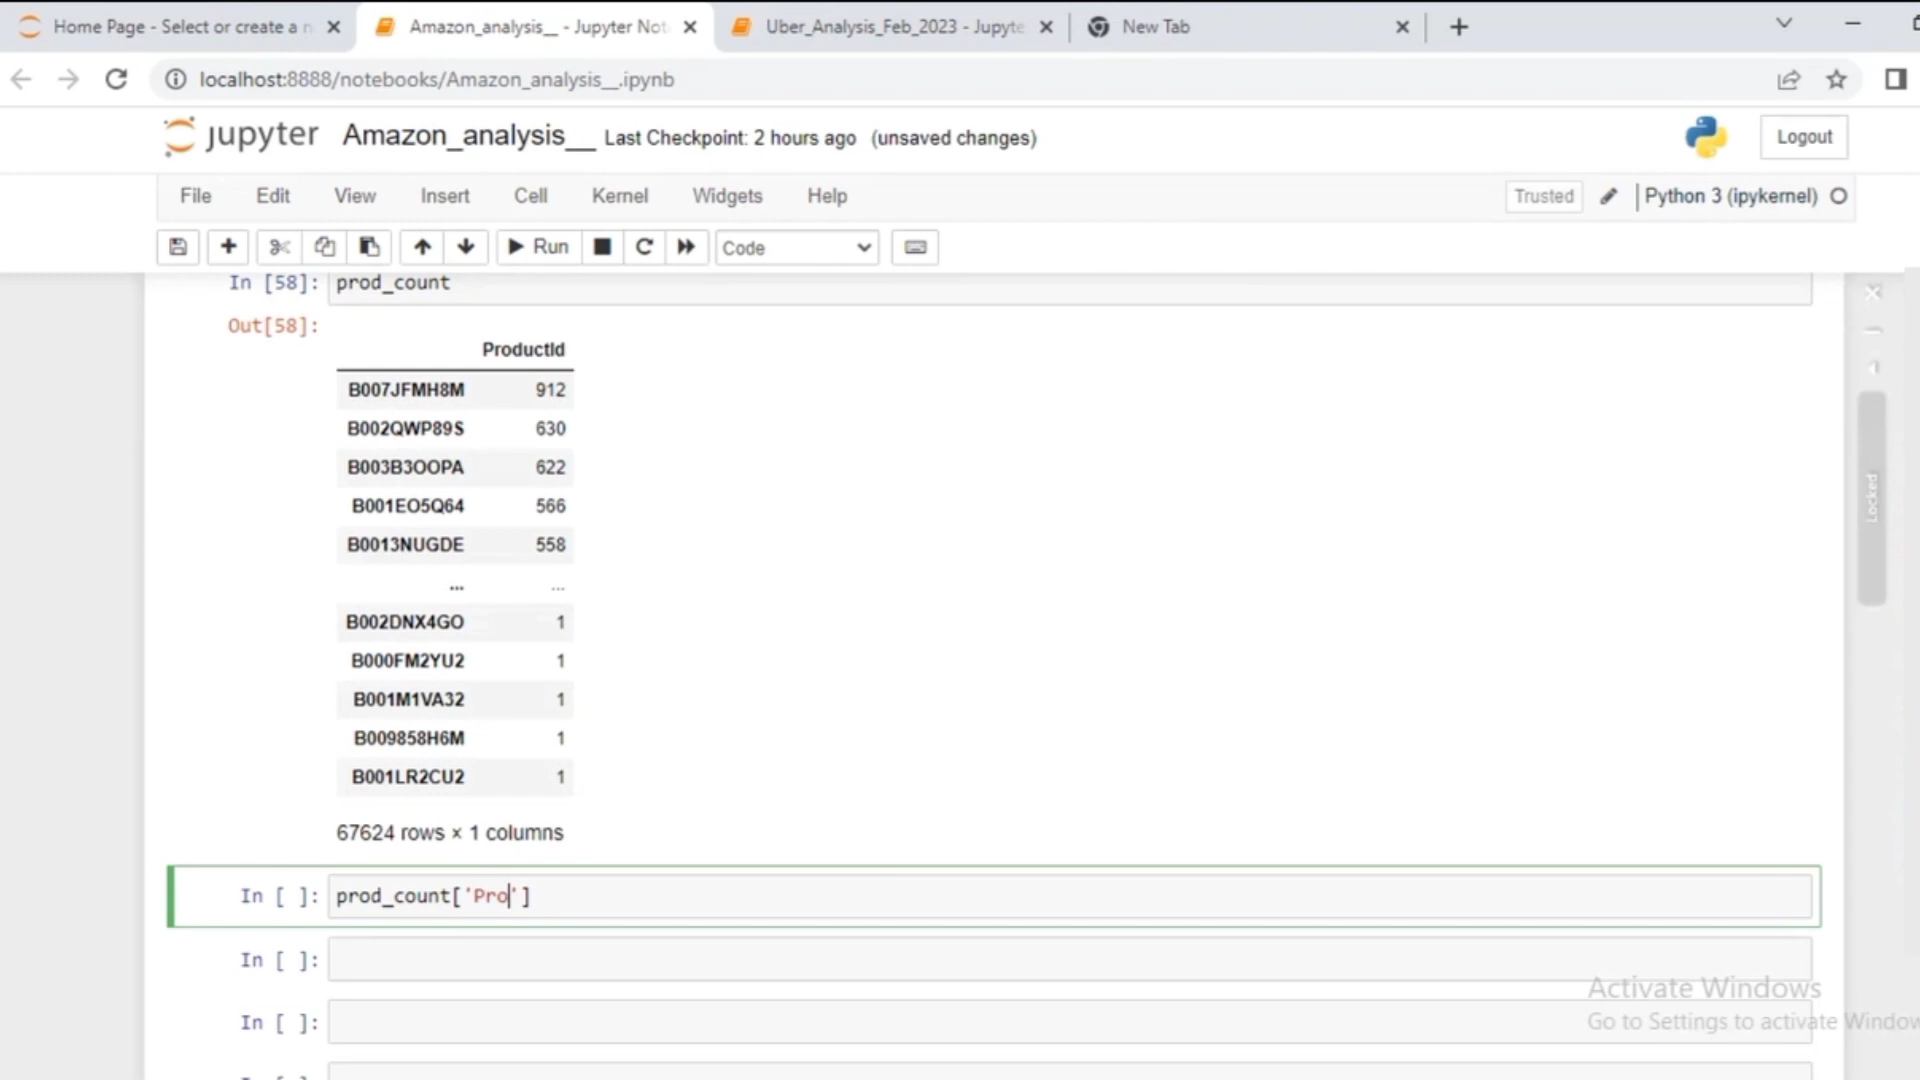 Home Page - Select or create a n
Amazon_analysis__ - Jupyter Not
Uber_Analysis_Feb_2023 - Jupyte
New Tab
localhost:8888/notebooks/Amazon_analysis__.ipynb
jupyter Amazon_analysis__ Last Checkpoint: 2 hours ago (unsaved changes)
Logout
File Edit View Insert Cell Kernel Widgets Help
Trusted Python 3 (ipykernel)
Run Code
In [58]: prod_count
Out[58]:
ProductId
B007JFMH8M 912
B002QWP89S 630
B003B3OOPA 622
B001EO5Q64 566
B0013NUGDE 558
... ...
B002DNX4GO 1
B000FM2YU2 1
B001M1VA32 1
B009858H6M 1
B001LR2CU2 1
67624 rows × 1 columns
In [ ]: prod_count['Pro']
In [ ]:
In [ ]:
Locked
Activate Windows
Go to Settings to activate Window